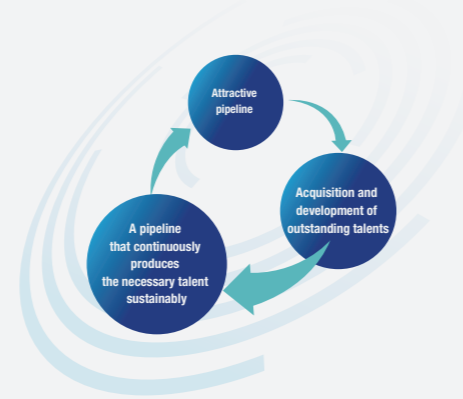 Attractive
pipeline
Acquisition and
development of
outstanding talents
A pipeline
that continuously
produces
the necessary talent
sustainably